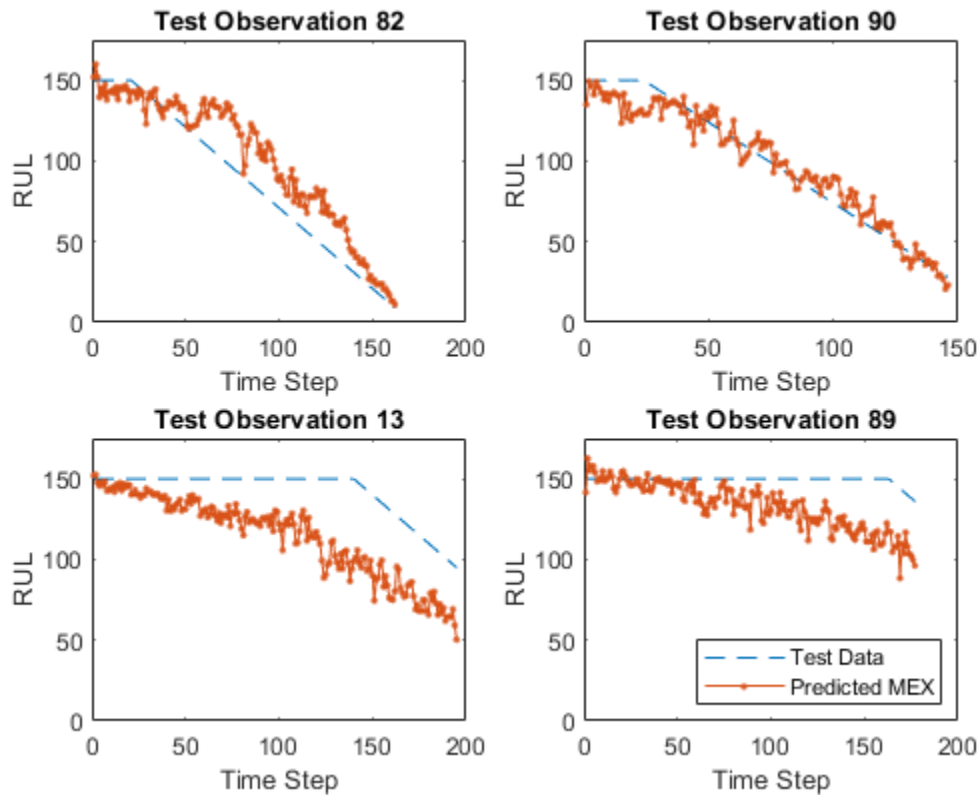 Test Observation 82
150
100
50
0
RUL
0 50 100 150 200
Time Step
Test Observation 90
150
100
50
0
RUL
0 50 100 150
Time Step
Test Observation 13
150
100
50
0
RUL
0 50 100 150 200
Time Step
Test Observation 89
150
100
50
0
RUL
0 50 100 150 200
Time Step
Test Data
Predicted MEX